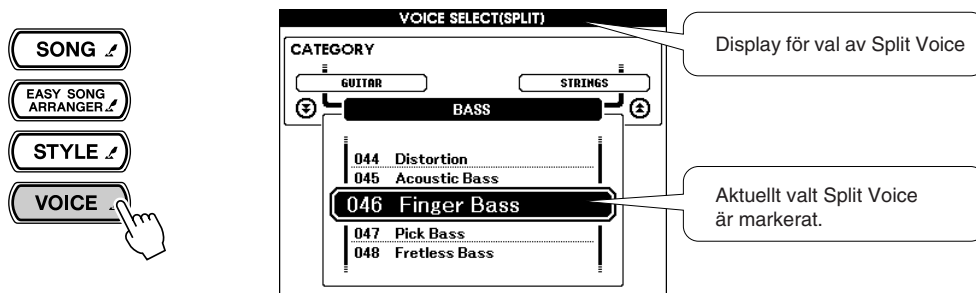 SONG
EASY SONG
ARRANGER
STYLE
VOICE
VOICE SELECT(SPLIT)
CATEGORY
GUITAR
STRINGS
BASS
044 Distortion
045 Acoustic Bass
046 Finger Bass
047 Pick Bass
048 Fretless Bass
Display för val av Split Voice
Aktuellt valt Split Voice
är markerat.